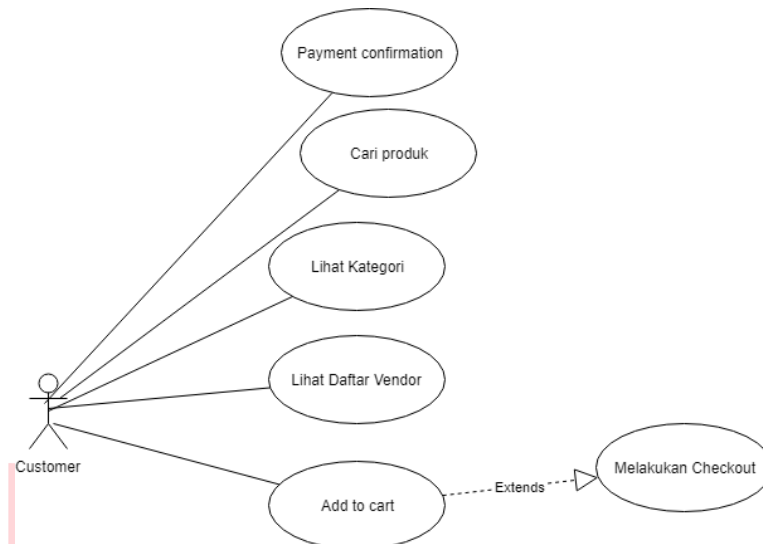 Payment confirmation
Cari produk
Lihat Kategori
Lihat Daftar Vendor
Customer
Melakukan Checkout
Extends
Add to cart